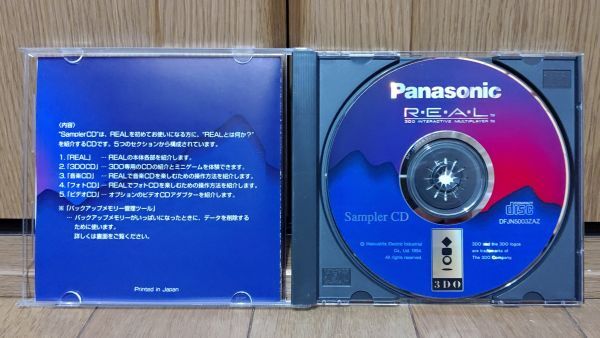 〈内容〉
"SamplerCD"は、REALを初めてお使いになる方に、"REALとは何か?"
を紹介するCDです。5つのセクションから構成されています。
1.「REAL」 ‥‥ REALの本体各部を紹介します。
2.「3DOCD」 ‥‥ 3DO専用のCDの紹介とミニゲームを体験できます。
3.「音楽CD」 ‥‥ REALで音楽CDを楽しむための操作方法を紹介します。
4.「フォトCD」 ‥‥ REALでフォトCDを楽しむための操作方法を紹介します。
5.「ビデオCD」 ‥‥ オプションのビデオCDアダプターを紹介します。
※「バックアップメモリー管理ツール」
‥‥ バックアップメモリーがいっぱいになったときに、データを削除する
ために使います。
詳しくは裏面をご覧ください。
Printed in Japan
Panasonic
R·E·A·L™
3DO INTERACTIVE MULTIPLAYER TM
Sampler CD
COMPACT
disc
DFJN5003ZAZ
© Matsushita Electric Industrial
Co., Ltd. 1994.
All rights reserved.
3DO and the 3DO logos
are trademarks of
The 3DO Company.
3DO